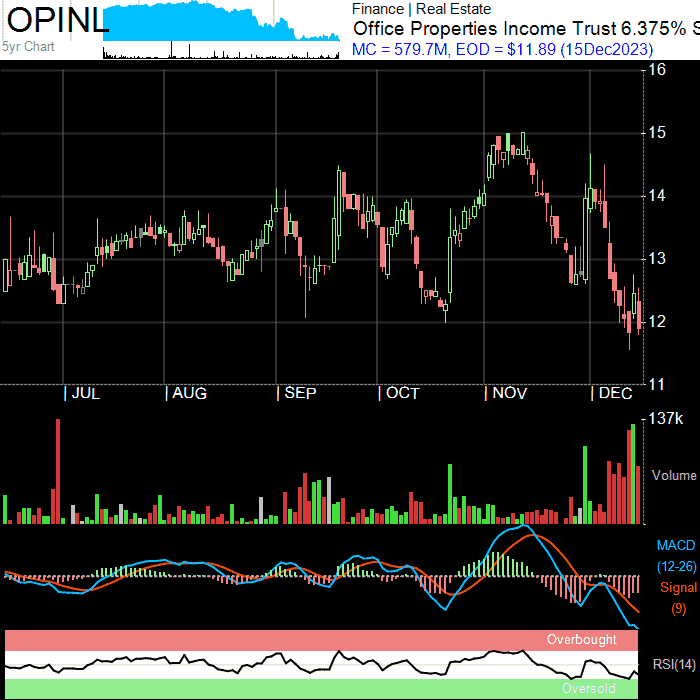 OPINL
5yr Chart
Finance | Real Estate
Office Properties Income Trust 6.375% S
MC = 579.7M, EOD = $11.89 (15Dec2023)
16
15
14
13
12
11
| JUL | AUG | SEP | OCT | NOV | DEC
137k
Volume
MACD
(12-26)
Signal
(9)
Overbought
RSI(14)
Oversold